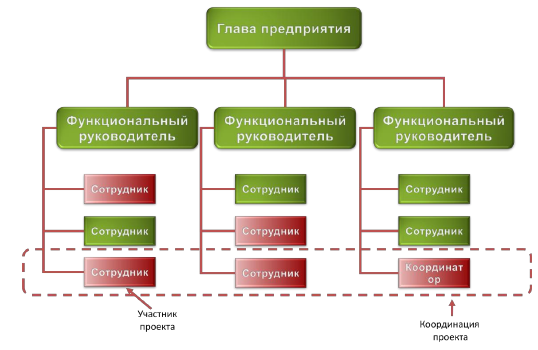 Глава предприятия
Функциональный
руководитель
Функциональный
руководитель
Функциональный
руководитель
Сотрудник
Сотрудник
Сотрудник
Сотрудник
Сотрудник
Сотрудник
Сотрудник
Сотрудник
Координат
ор
Участник
проекта
Координация
проекта